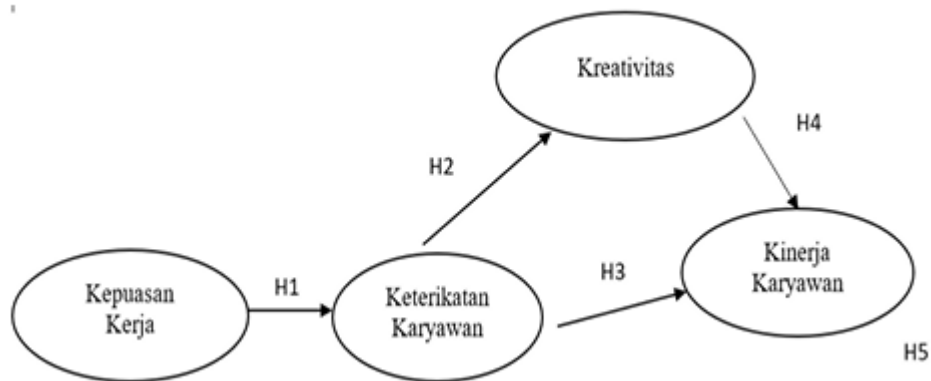 Kreativitas
H4
H2
Kinerja
Karyawan
H3
Kepuasan
Kerja
H1
Keterikatan
Karyawan
H5